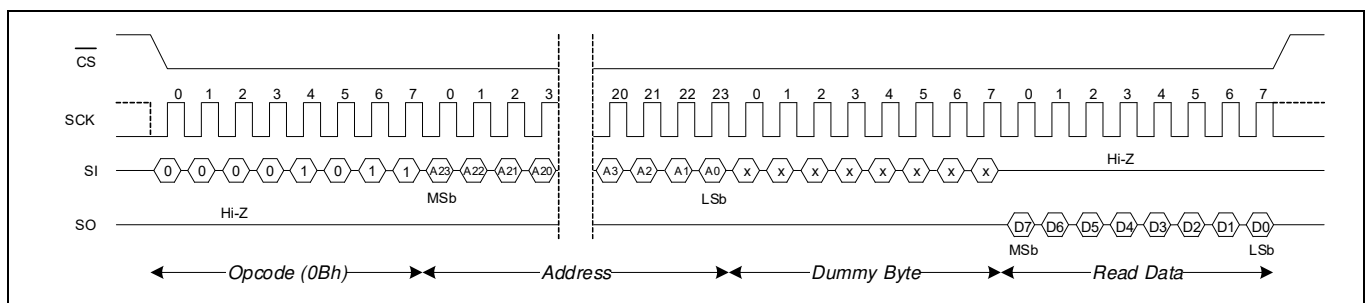 CS
0 1 2 3 4 5 6 7 0 1 2 3 20 21 22 23 0 1 2 3 4 5 6 7 0 1 2 3 4 5 6 7
SCK
Hi-Z
SI 0 0 0 0 1 0 1 1 A23 A22 A21 A20 A3 A2 A1 A0 x x x x x x x x
MSb LSb
Hi-Z
SO D7 D6 D5 D4 D3 D2 D1 D0
MSb LSb
Opcode (0Bh) Address Dummy Byte Read Data